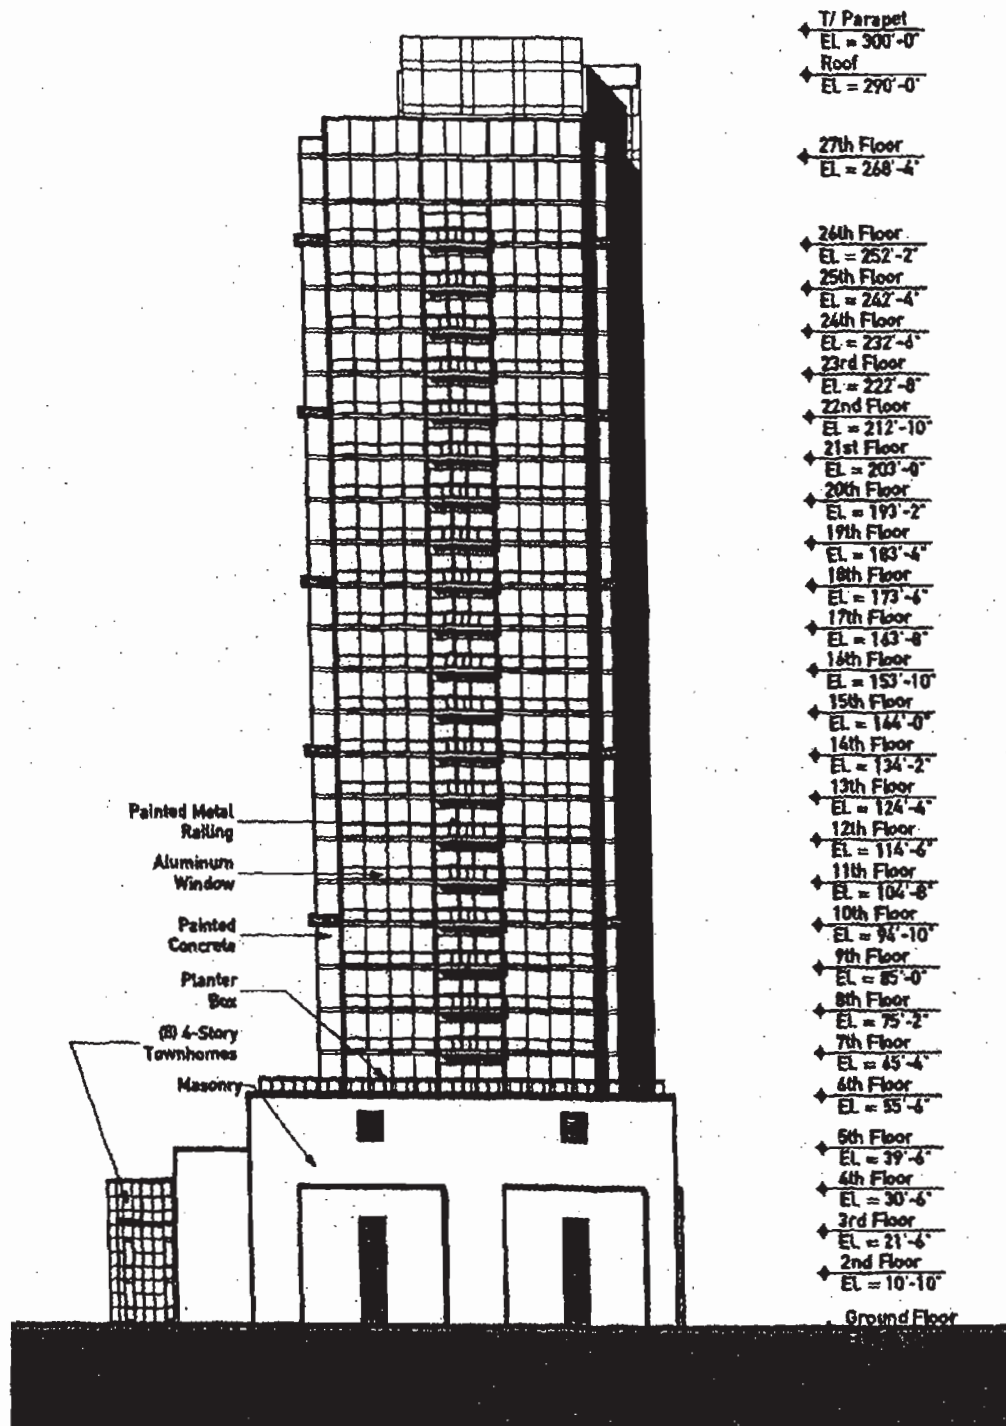 T/ Parapet
EL = 300'-0"
Roof
EL = 290'-0"
27th Floor
EL = 268'-4"
26th Floor
EL = 252'-2"
25th Floor
EL = 242'-4"
24th Floor
EL = 232'-6"
23rd Floor
EL = 222'-8"
22nd Floor
EL = 212'-10"
21st Floor
EL = 203'-0"
20th Floor
EL = 193'-2"
19th Floor
EL = 183'-4"
18th Floor
EL = 173'-6"
17th Floor
EL = 163'-8"
16th Floor
EL = 153'-10"
15th Floor
EL = 144'-0"
14th Floor
EL = 134'-2"
13th Floor
EL = 124'-4"
12th Floor
EL = 114'-6"
11th Floor
EL = 104'-8"
10th Floor
EL = 94'-10"
9th Floor
EL = 85'-0"
8th Floor
EL = 75'-2"
7th Floor
EL = 65'-4"
6th Floor
EL = 55'-6"
5th Floor
EL = 39'-6"
4th Floor
EL = 30'-6"
3rd Floor
EL = 21'-6"
2nd Floor
EL = 10'-10"
Ground Floor
Painted Metal
Railing
Aluminum
Window
Painted
Concrete
Planter
Box
(8) 4-Story
Townhomes
Masonry